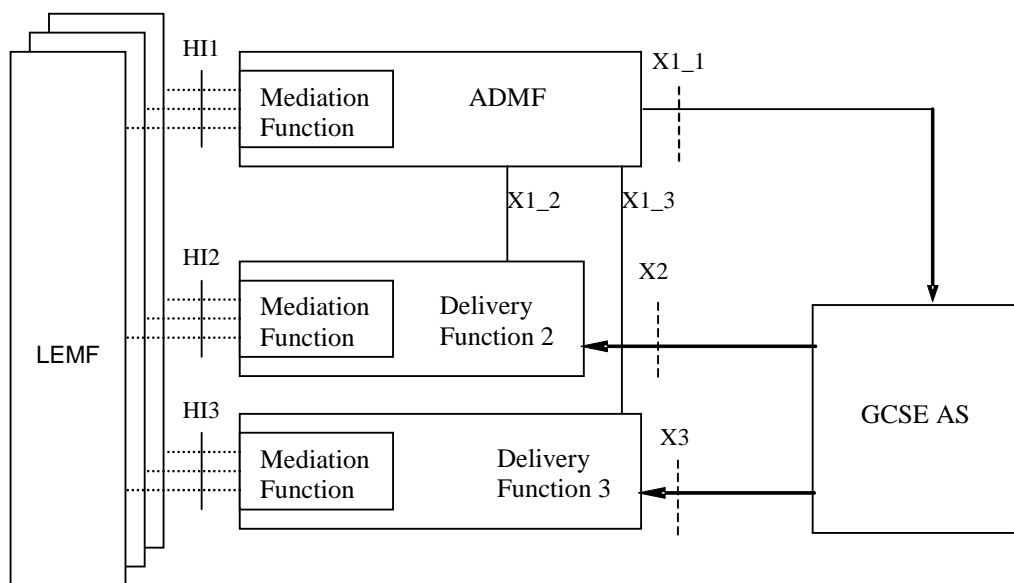 HI1
X1_1
Mediation
Function
ADMF
X1_2
X1_3
HI2
X2
Mediation
Function
Delivery
Function 2
LEMF
GCSE AS
HI3
X3
Mediation
Function
Delivery
Function 3